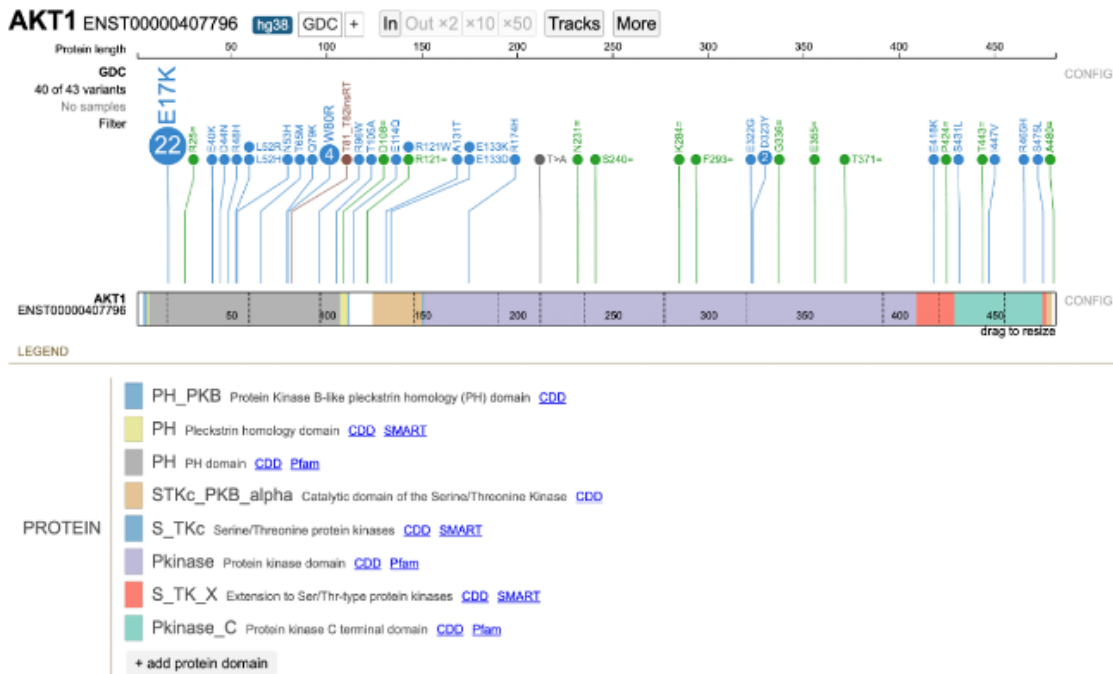 AKT1 ENST00000407796 hg38 GDC + In Out ×2 ×10 ×50 Tracks More
Protein length 50 100 150 200 250 300 350 400 450
GDC CONFIG
40 of 43 variants
No samples
Filter
22 E17K R25= E40K D44N R48H L52R L52H N53H T65M Q79K 4 W80R T81_T82insRT R96W T105A D108= E114Q R121W R121= A131T E133K E133D R174H T>A N231= S240= K284= F293= E322G 2 D323Y G336= E355= T371= E418K P424= S431L T443= I447V R465H S475L A480=
AKT1 CONFIG
ENST00000407796
50 100 150 200 250 300 350 400 450
drag to resize
LEGEND
PH_PKB Protein Kinase B-like pleckstrin homology (PH) domain CDD
PH Pleckstrin homology domain CDD SMART
PH PH domain CDD Pfam
STKc_PKB_alpha Catalytic domain of the Serine/Threonine Kinase CDD
PROTEIN S_TKc Serine/Threonine protein kinases CDD SMART
Pkinase Protein kinase domain CDD Pfam
S_TK_X Extension to Ser/Thr-type protein kinases CDD SMART
Pkinase_C Protein kinase C terminal domain CDD Pfam
+ add protein domain